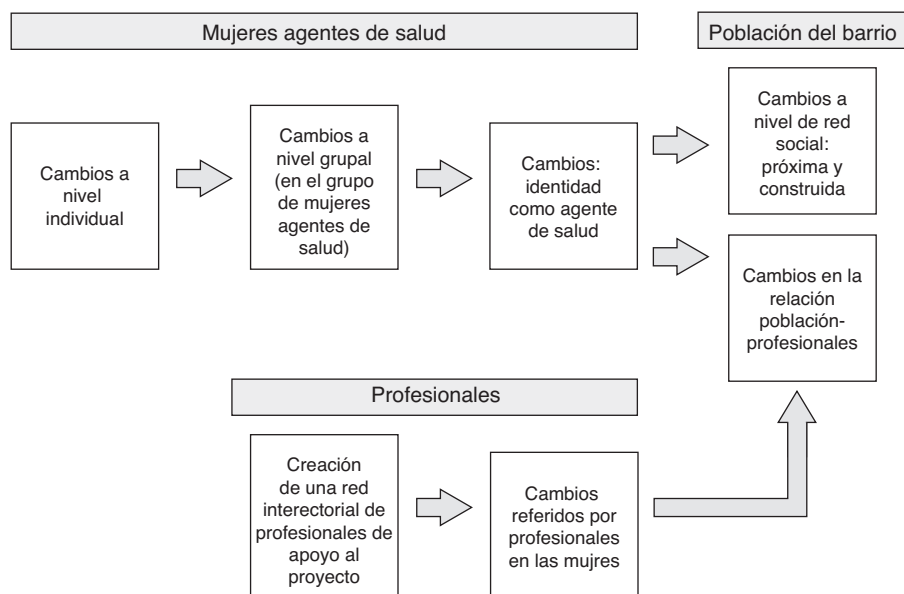 Mujeres agentes de salud
Población del barrio
Cambios a
nivel
individual
Cambios a
nivel grupal
(en el grupo
de mujeres
agentes de
salud)
Cambios:
identidad
como agente
de salud
Cambios a
nivel de red
social:
próxima y
construida
Cambios en la
relación
población-
profesionales
Profesionales
Creación
de una red
interectorial de
profesionales de
apoyo al
proyecto
Cambios
referidos por
profesionales
en las mujres